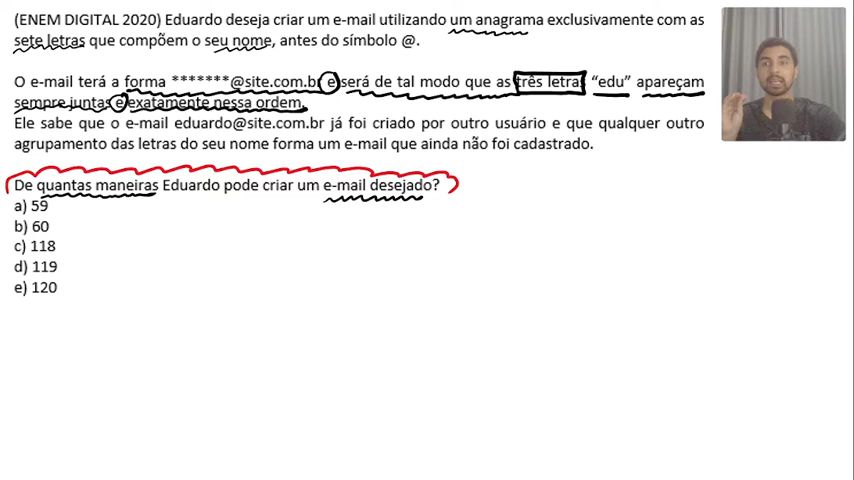 (ENEM DIGITAL 2020) Eduardo deseja criar um e-mail utilizando um anagrama exclusivamente com as
sete letras que compõem o seu nome, antes do símbolo @.
O e-mail terá a forma *******@site.com.br e será de tal modo que as três letras “edu” apareçam
sempre juntas e exatamente nessa ordem.
Ele sabe que o e-mail eduardo@site.com.br já foi criado por outro usuário e que qualquer outro
agrupamento das letras do seu nome forma um e-mail que ainda não foi cadastrado.
De quantas maneiras Eduardo pode criar um e-mail desejado?
a) 59
b) 60
c) 118
d) 119
e) 120